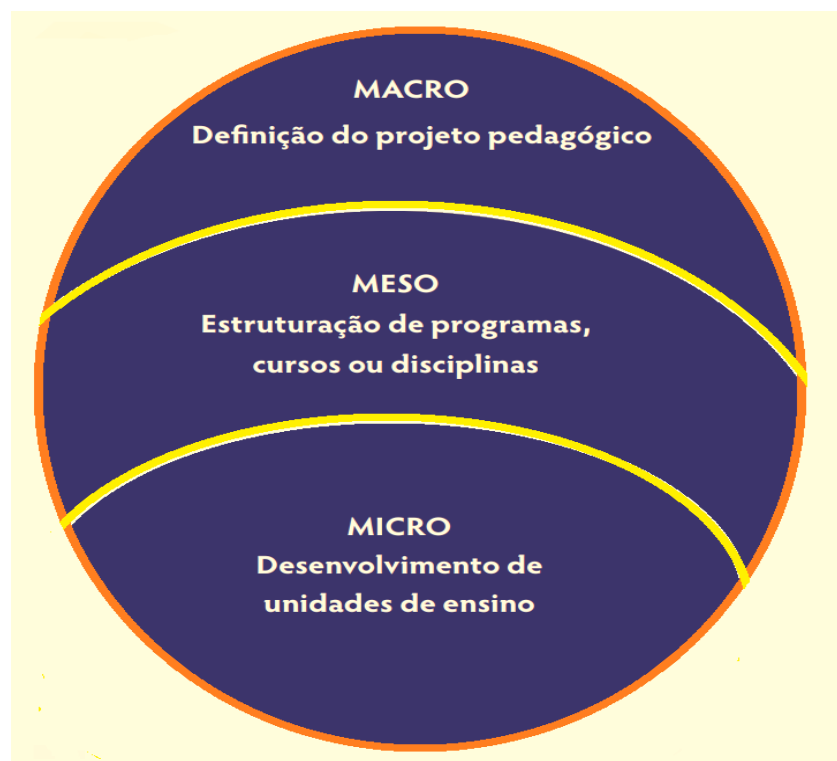 MACRO
Definição do projeto pedagógico
MESO
Estruturação de programas,
cursos ou disciplinas
MICRO
Desenvolvimento de
unidades de ensino